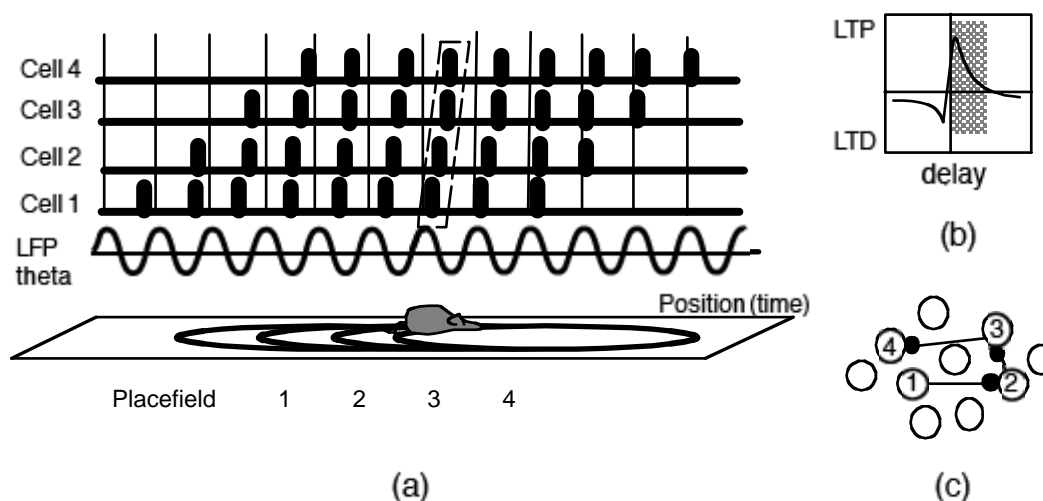 Cell 4
Cell 3
Cell 2
Cell 1
LFP
theta
Position (time)
Placefield 1 2 3 4
(a)
LTP
LTD
delay
(b)
3
4
1 2
(c)